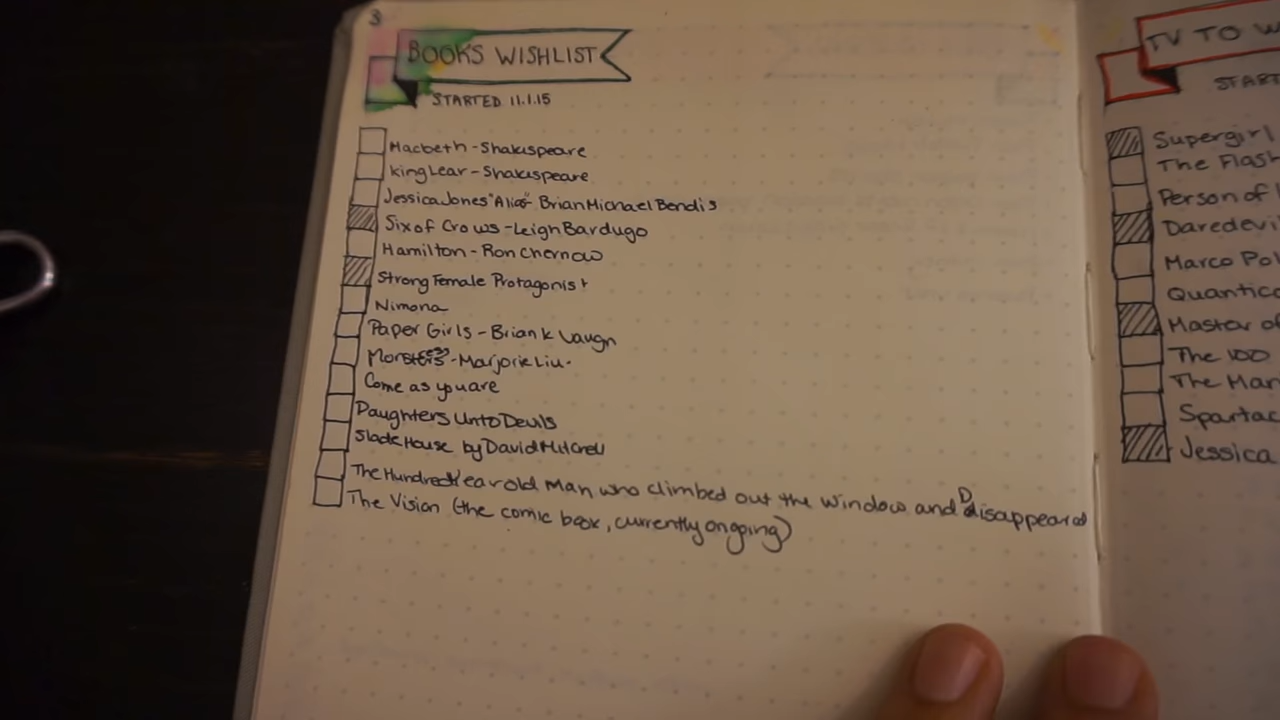 3
BOOKS WISHLIST
STARTED 11.1.15
Macbeth - Shakespeare
King Lear - Shakespeare
Jessica Jones "Alias" Brian Michael Bendis
Six of Crows - Leigh Bardugo
Hamilton - Ron Chernow
Strong Female Protagonist
Nimona
Paper Girls - Brian K Vaugn
- Marjorie Liu.
Come as you are
Daughters Unto Devils
Slade House by David Mitchell
The Hundred Year old Man who climbed out the window and Disappeared
The Vision (the comic book, currently ongoing)
TV TO W
START
Supergirl
The Flash
Person of I
Daredevi
Marco Pol
Quantico
Master of
The 100
The Man
Spartac
Jessica